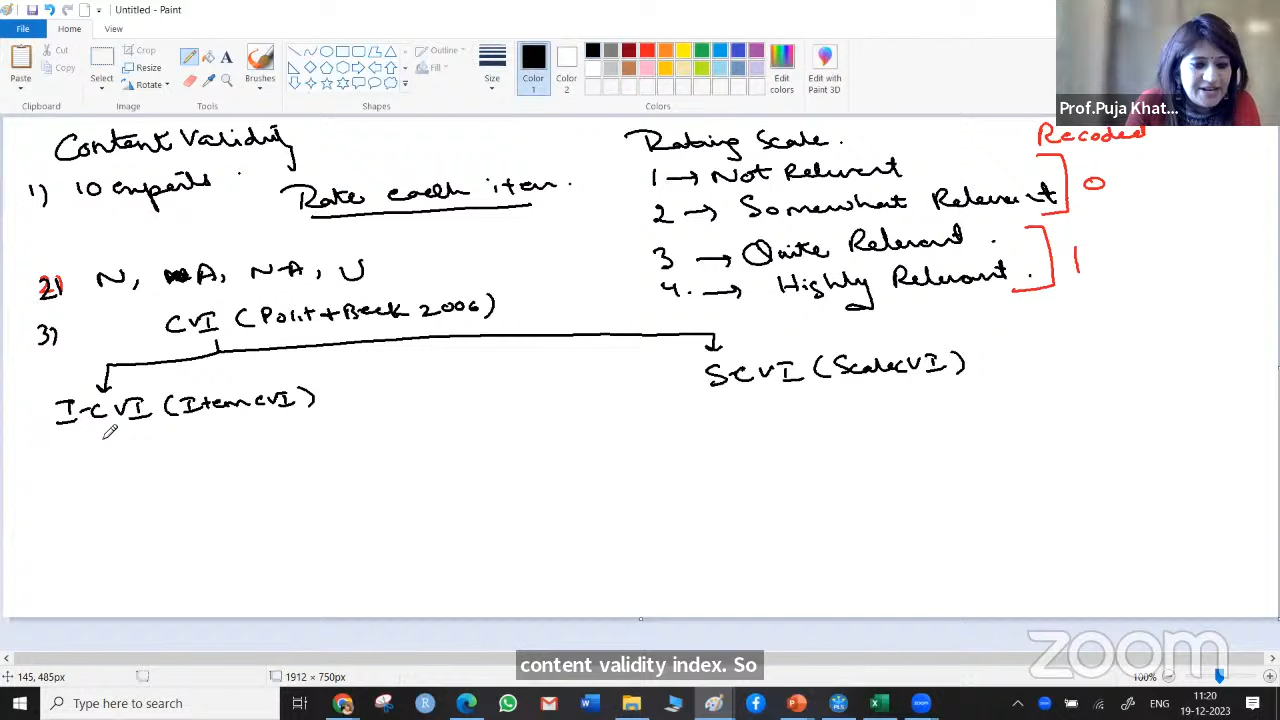 Untitled - Paint
File Home View
Paste Cut Copy Clipboard
Select Crop Resize Rotate Image
Tools
Brushes
Outline Fill Shapes
Size
Color 1
Color 2
Colors
Edit colors
Edit with Paint 3D
Prof.Puja Khat...
Content Validity
1) 10 experts
Rate each item.
Rating Scale.
Recoded
1 → Not Relevant
2 → Somewhat Relevant
0
3 → Quite Relevant
4. → Highly Relevant.
1
2) N, A, N-A, U
3) CVI (Polit + Beck 2006)
I-CVI (Item CVI)
S-CVI (Scale CVI)
zoom
content validity index. So
145, 485px
1912 × 750px
100%
Type here to search
ENG
11:20
19-12-2023